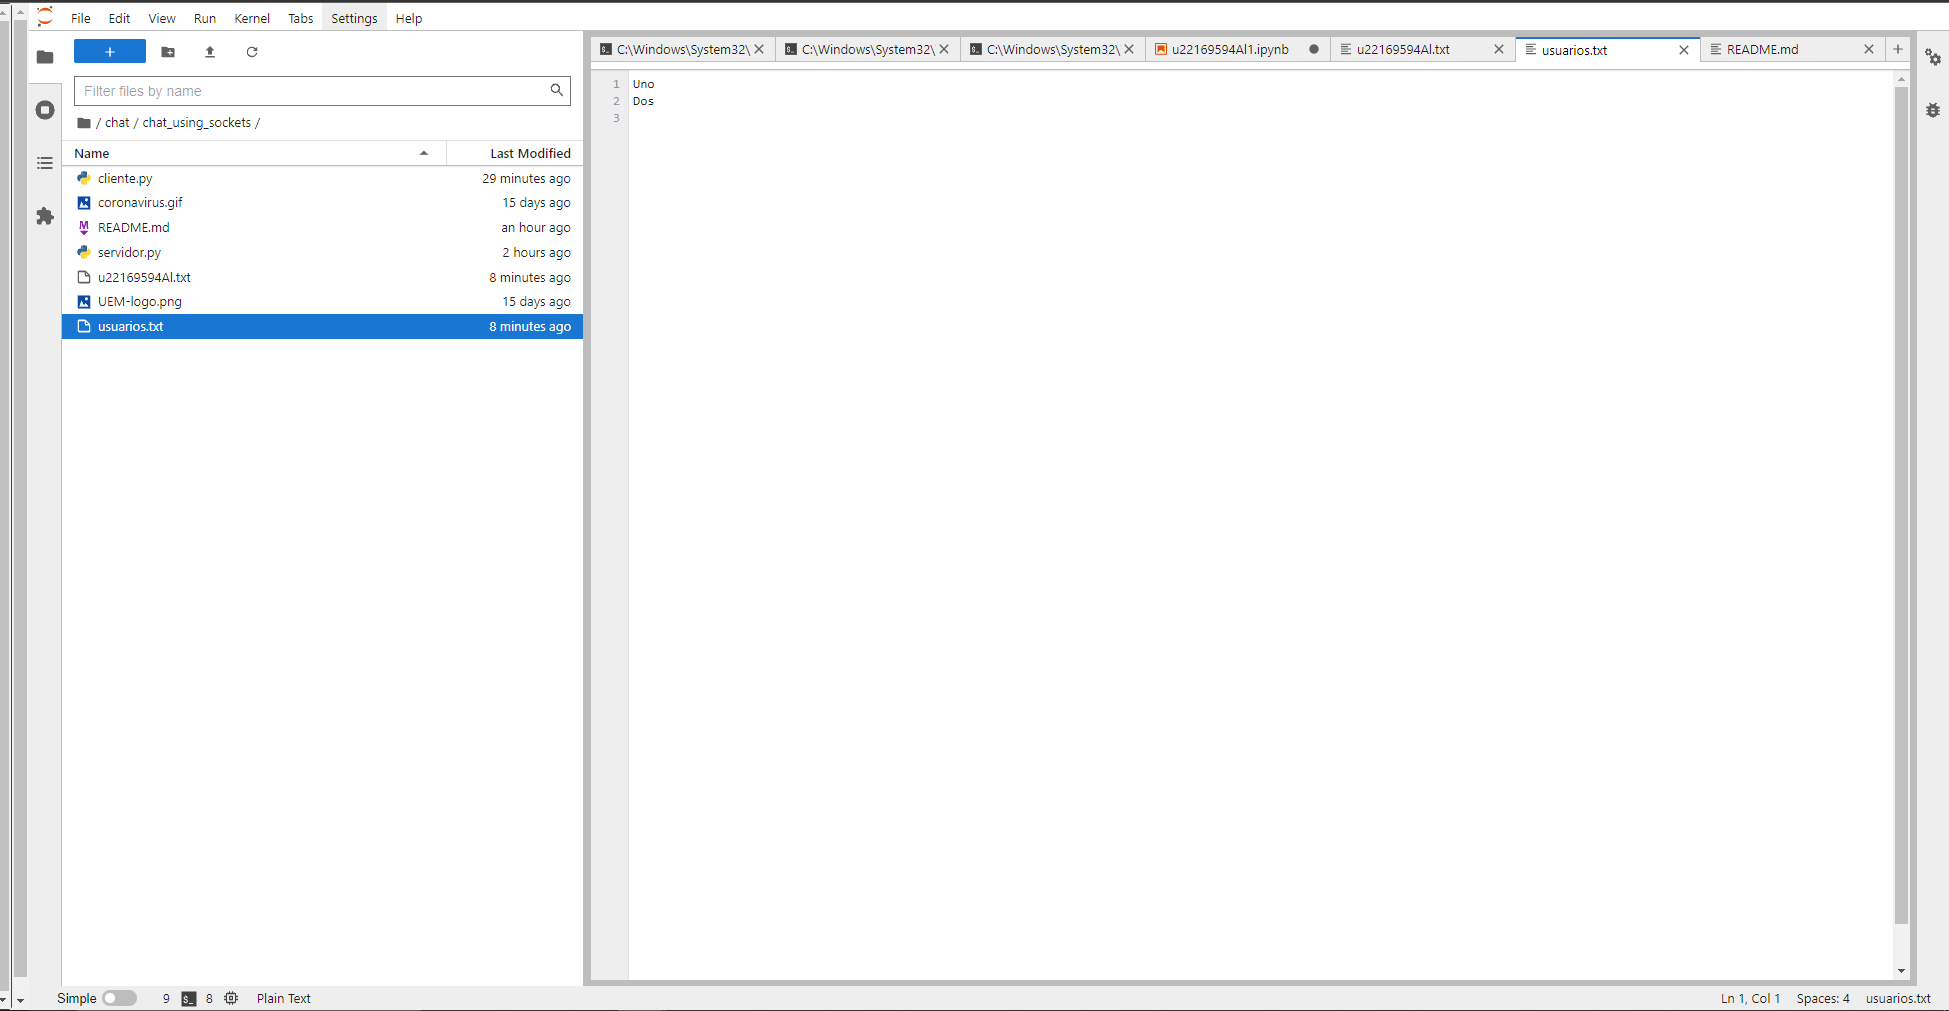 File Edit View Run Kernel Tabs Settings Help
+
Filter files by name
/ chat / chat_using_sockets /
Name Last Modified
cliente.py 29 minutes ago
coronavirus.gif 15 days ago
README.md an hour ago
servidor.py 2 hours ago
u22169594Al.txt 8 minutes ago
UEM-logo.png 15 days ago
usuarios.txt 8 minutes ago
C:\Windows\System32\ C:\Windows\System32\ C:\Windows\System32\ u22169594Al1.ipynb u22169594Al.txt usuarios.txt README.md +
1 Uno
2 Dos
3
Simple 9 $_ 8 Plain Text Ln 1, Col 1 Spaces: 4 usuarios.txt